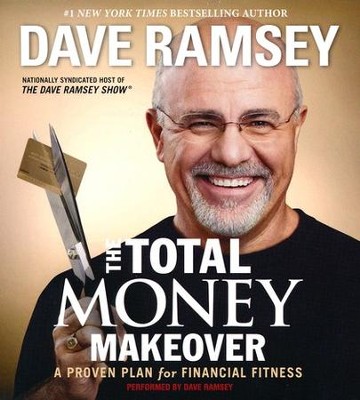 #1 NEW YORK TIMES BESTSELLING AUTHOR
DAVE RAMSEY
NATIONALLY SYNDICATED HOST OF
THE DAVE RAMSEY SHOW®
THE TOTAL
MONEY
MAKEOVER
A PROVEN PLAN for FINANCIAL FITNESS
PERFORMED BY DAVE RAMSEY